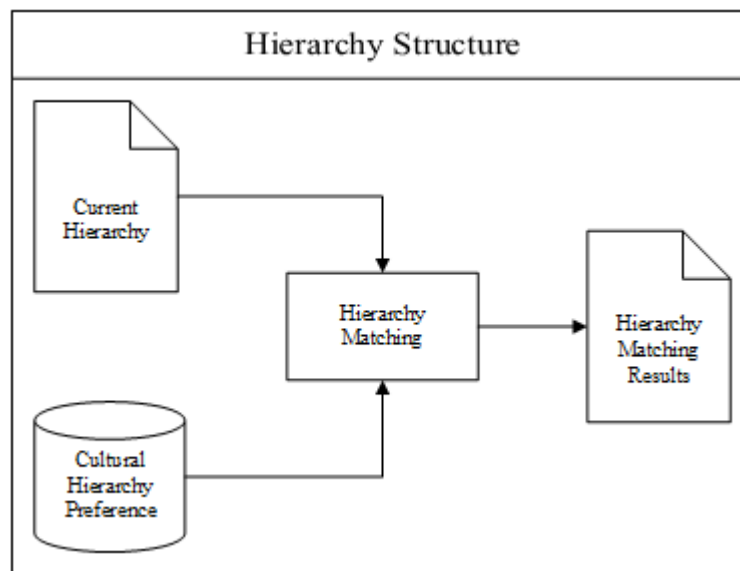 Hierarchy Structure
Current
Hierarchy
Hierarchy
Matching
Hierarchy
Matching
Results
Cultural
Hierarchy
Preference